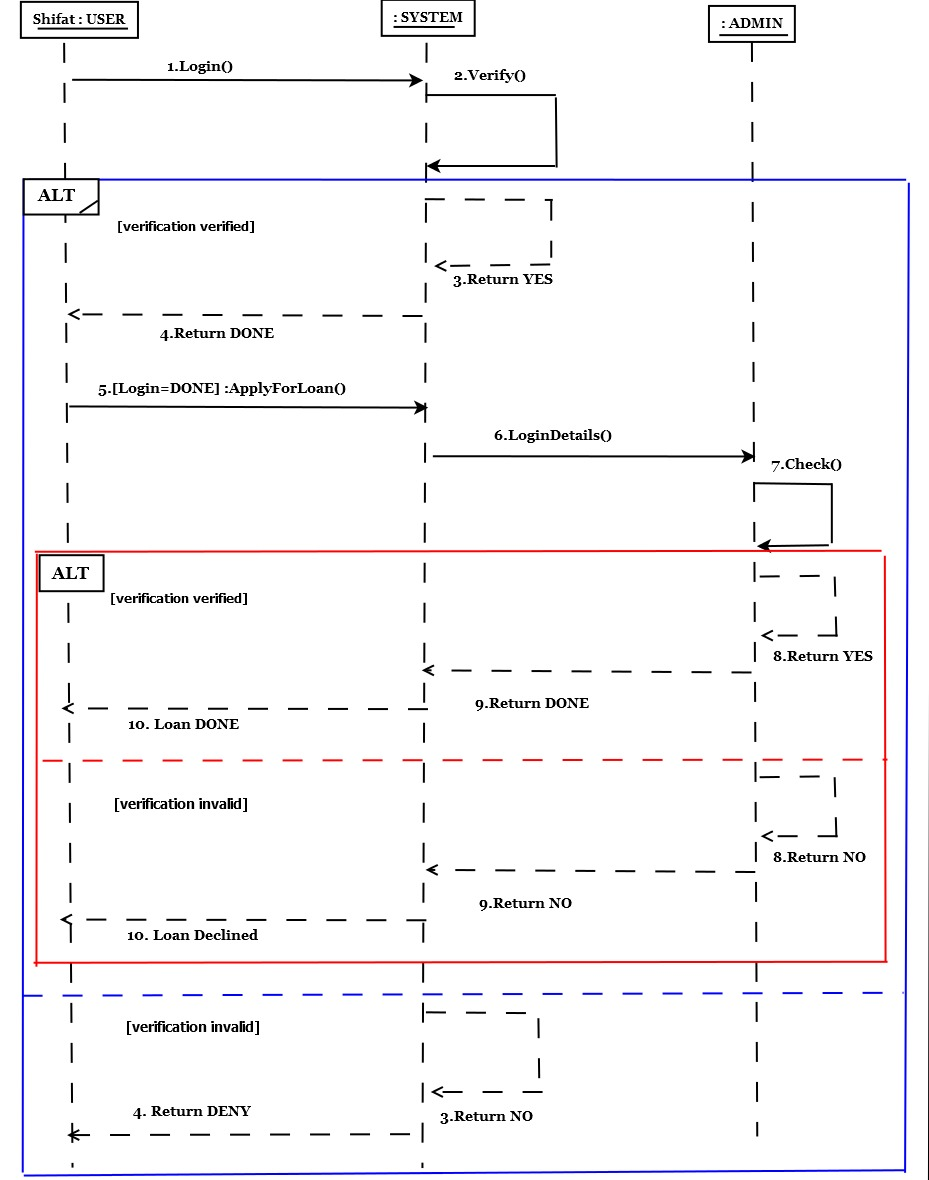 Shifat : USER
: SYSTEM
: ADMIN
1.Login()
2.Verify()
ALT
[verification verified]
3.Return YES
4.Return DONE
5.[Login=DONE] :ApplyForLoan()
6.LoginDetails()
7.Check()
ALT
[verification verified]
8.Return YES
9.Return DONE
10. Loan DONE
[verification invalid]
8.Return NO
9.Return NO
10. Loan Declined
[verification invalid]
4. Return DENY
3.Return NO